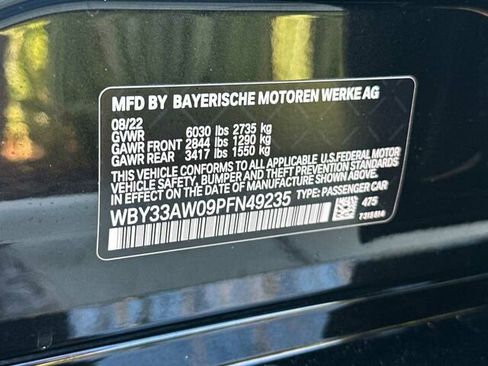 MFD BY BAYERISCHE MOTOREN WERKE AG
08/22
GVWR 6030 lbs 2735 kg
GAWR FRONT 2844 lbs 1290 kg
GAWR REAR 3417 lbs 1550 kg
THIS VEHICLE CONFORMS TO ALL APPLICABLE U.S. FEDERAL MOTOR
VEHICLE SAFETY, BUMPER AND THEFT PREVENTION STANDARDS
IN EFFECT ON THE DATE OF MANUFACTURE SHOWN ABOVE.
WBY33AW09PFN49235 TYPE: PASSENGER CAR
475